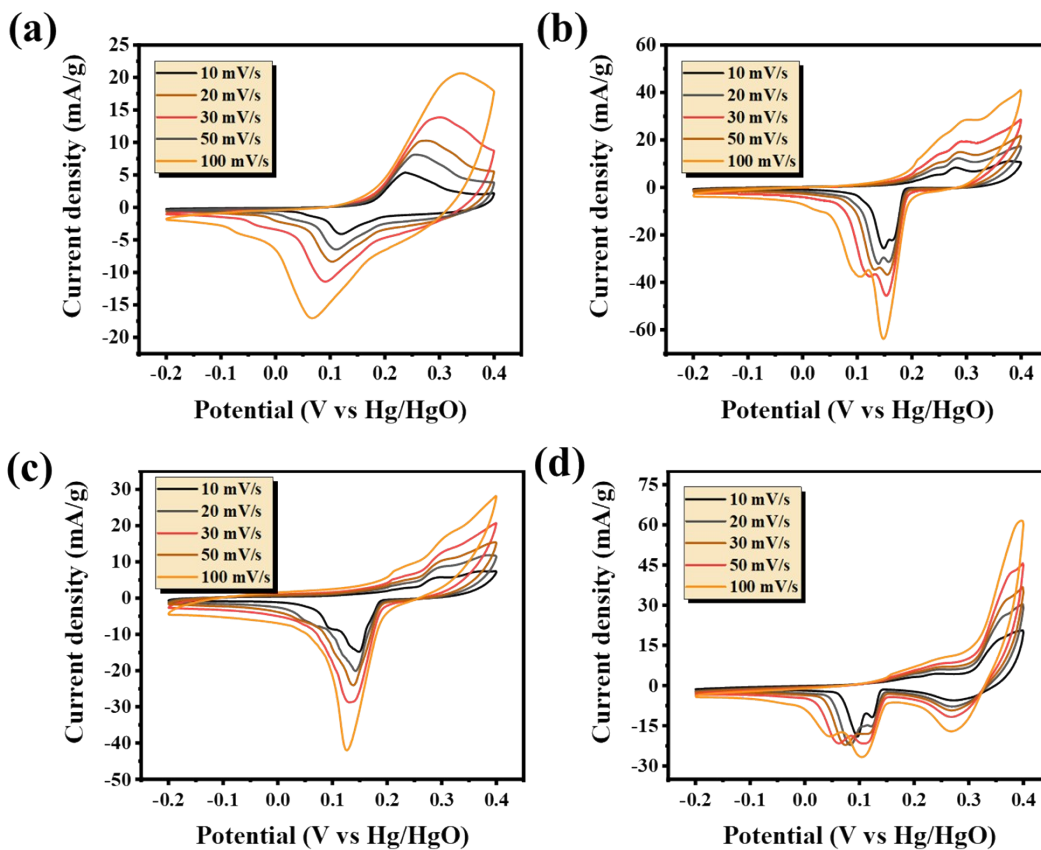 (a)
Current density (mA/g)
25
20
15
10
5
0
-5
-10
-15
-20
10 mV/s
20 mV/s
30 mV/s
50 mV/s
100 mV/s
-0.2 -0.1 0.0 0.1 0.2 0.3 0.4
Potential (V vs Hg/HgO)
(b)
Current density (mA/g)
60
40
20
0
-20
-40
-60
10 mV/s
20 mV/s
30 mV/s
50 mV/s
100 mV/s
-0.2 -0.1 0.0 0.1 0.2 0.3 0.4
Potential (V vs Hg/HgO)
(c)
Current density (mA/g)
30
20
10
0
-10
-20
-30
-40
-50
10 mV/s
20 mV/s
30 mV/s
50 mV/s
100 mV/s
-0.2 -0.1 0.0 0.1 0.2 0.3 0.4
Potential (V vs Hg/HgO)
(d)
Current density (mA/g)
75
60
45
30
15
0
-15
-30
10 mV/s
20 mV/s
30 mV/s
50 mV/s
100 mV/s
-0.2 -0.1 0.0 0.1 0.2 0.3 0.4
Potential (V vs Hg/HgO)